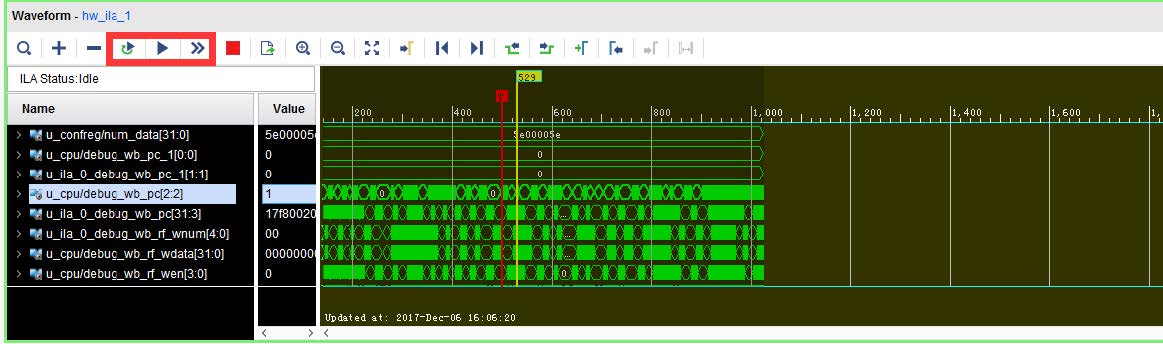 Waveform - hw_ila_1
ILA Status:Idle
529
Name
Value
T
200
400
600
800
1,000
1,200
1,400
1,600
u_confreg/num_data[31:0]
5e00005e
u_cpu/debug_wb_pc_1[0:0]
0
0
u_ila_0_debug_wb_pc_1[1:1]
0
0
u_cpu/debug_wb_pc[2:2]
1
0
0
u_ila_0_debug_wb_pc[31:3]
17f80020
...
u_ila_0_debug_wb_rf_wnum[4:0]
00
...
u_cpu/debug_wb_rf_wdata[31:0]
00000000
...
u_cpu/debug_wb_rf_wen[3:0]
0
0
Updated at: 2017-Dec-06 16:06:20